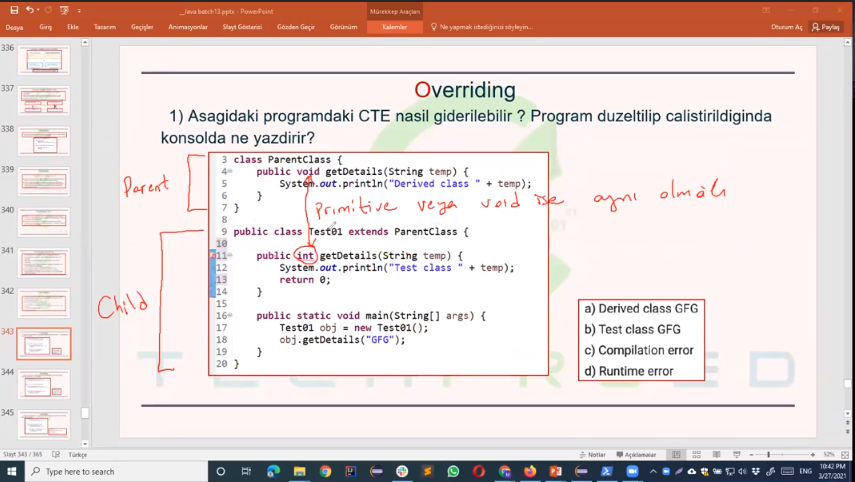 __Java batch13.pptx - PowerPoint
Mürekkep Araçları
Dosya Giriş Ekle Animasyonlar Geçişler Slayt Gösterisi Gözden Geçir Görünüm Kalemler Ne yapmak istediğinizi söyleyin... Oturum Aç Paylaş
336
337
338
339
340
341
342
343
344
345
Overriding
1) Asagidaki programdaki CTE nasil giderilebilir ? Program duzeltilip calistirildiginda
konsolda ne yazdirir?
Parent
Child
3 class ParentClass {
4 public void getDetails(String temp) {
5 System.out.println("Derived class " + temp);
6 }
7 }
8
primitive veya void ise aynı olmalı
9 public class Test01 extends ParentClass {
10
11 public int getDetails(String temp) {
12 System.out.println("Test class " + temp);
13 return 0;
14 }
15
16 public static void main(String[] args) {
17 Test01 obj = new Test01();
18 obj.getDetails("GFG");
19 }
20 }
a) Derived class GFG
b) Test class GFG
c) Compilation error
d) Runtime error
TECHPROED
Slayt 343 / 365 Türkçe Notlar Açıklamalar 52%
Type here to search
ENG
10:42 PM
3/27/2021